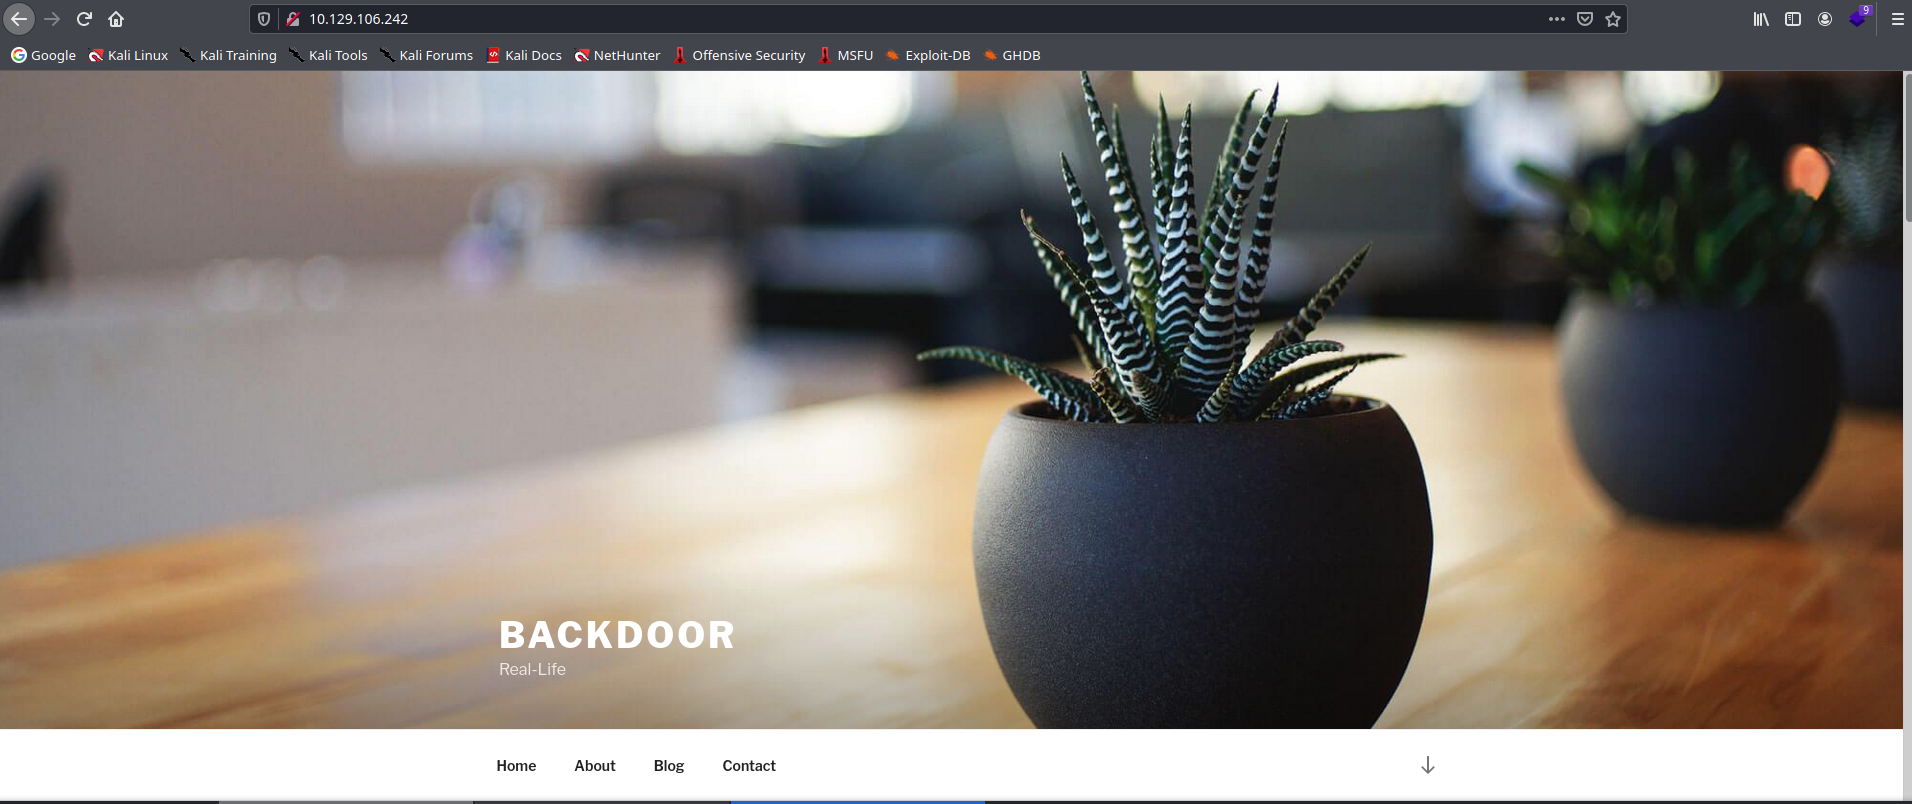 10.129.106.242
9
Google Kali Linux Kali Training Kali Tools Kali Forums Kali Docs NetHunter Offensive Security MSFU Exploit-DB GHDB
BACKDOOR
Real-Life
Home About Blog Contact